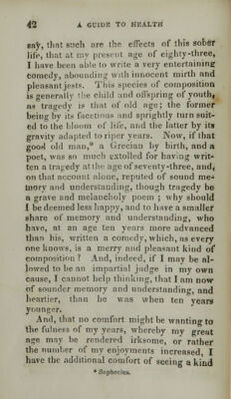 42 A GUIDE TO HEALTH
say, that such are the effects of this sober
life, that at my present age of eighty-three,
I have been able to write a very entertaining
comedy, abounding with innocent mirth and
pleasant jests. This species of composition
is generally the child and offspring of youth,
as tragedy is that of old age; the former
being by its facetious and sprightly turn suit-
ed to the bloom of life, and the latter by its
gravity adapted to riper years. Now, if that
good old man,* a Grecian by birth, and a
poet, was so much extolled for having writ-
ten a tragedy at the age of seventy-three, and,
on that account alone, reputed of sound me-
mory and understanding, though tragedy be
a grave and melancholy poem; why should
I be deemed less happy, and to have a smaller
share of memory and understanding, who
have, at an age ten years more advanced
than his, written a comedy, which, as every
one knows, is a merry and pleasant kind of
composition? And, indeed, if I may be al-
lowed to be an impartial judge in my own
cause, I cannot help thinking, that I am now
of sounder memory and understanding, and
heartier, than he was when ten years
younger.
And, that no comfort might be wanting to
the fulness of my years, whereby my great
age may be rendered irksome, or rather
the number of my enjoyments increased, I
have the additional comfort of seeing a kind
* Sophocles.